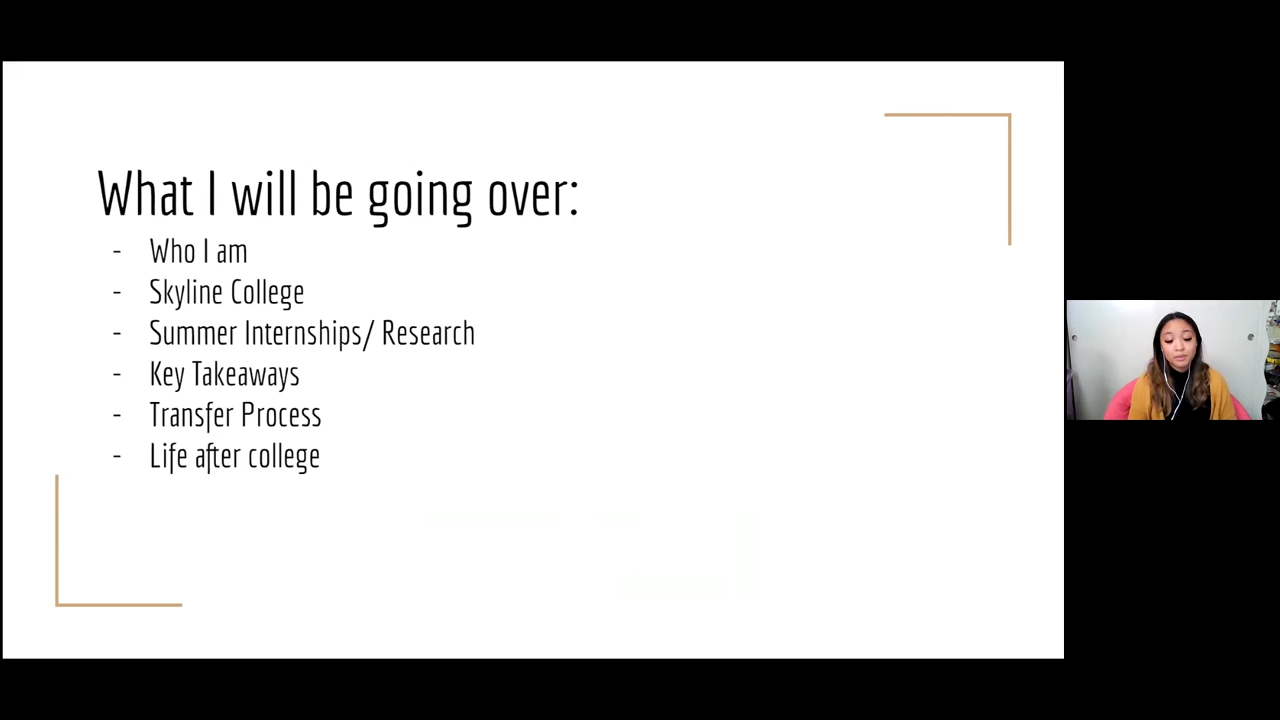 What I will be going over:
- Who I am
- Skyline College
- Summer Internships/ Research
- Key Takeaways
- Transfer Process
- Life after college